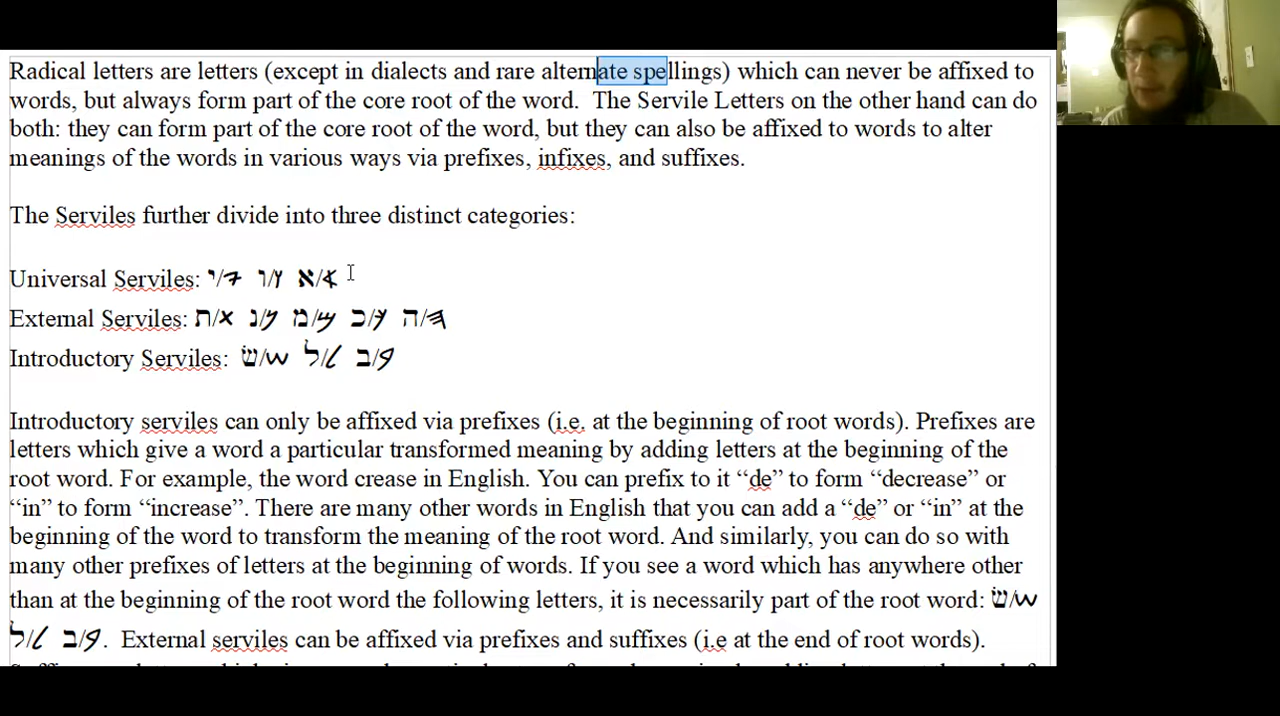 Radical letters are letters (except in dialects and rare alternate spellings) which can never be affixed to
words, but always form part of the core root of the word. The Servile Letters on the other hand can do
both: they can form part of the core root of the word, but they can also be affixed to words to alter
meanings of the words in various ways via prefixes, infixes, and suffixes.
The Serviles further divide into three distinct categories:
Universal Serviles: 𐤀/א 𐤅/ו 𐤉/י
External Serviles: 𐤄/ה 𐤊/כ 𐤌/מ 𐤍/נ 𐤕/ת
Introductory Serviles: 𐤁/ב 𐤋/ל 𐤔/שׂ
Introductory serviles can only be affixed via prefixes (i.e. at the beginning of root words). Prefixes are
letters which give a word a particular transformed meaning by adding letters at the beginning of the
root word. For example, the word crease in English. You can prefix to it “de” to form “decrease” or
“in” to form “increase”. There are many other words in English that you can add a “de” or “in” at the
beginning of the word to transform the meaning of the root word. And similarly, you can do so with
many other prefixes of letters at the beginning of words. If you see a word which has anywhere other
than at the beginning of the root word the following letters, it is necessarily part of the root word: 𐤔/שׂ
𐤁/ב 𐤋/ל. External serviles can be affixed via prefixes and suffixes (i.e at the end of root words).